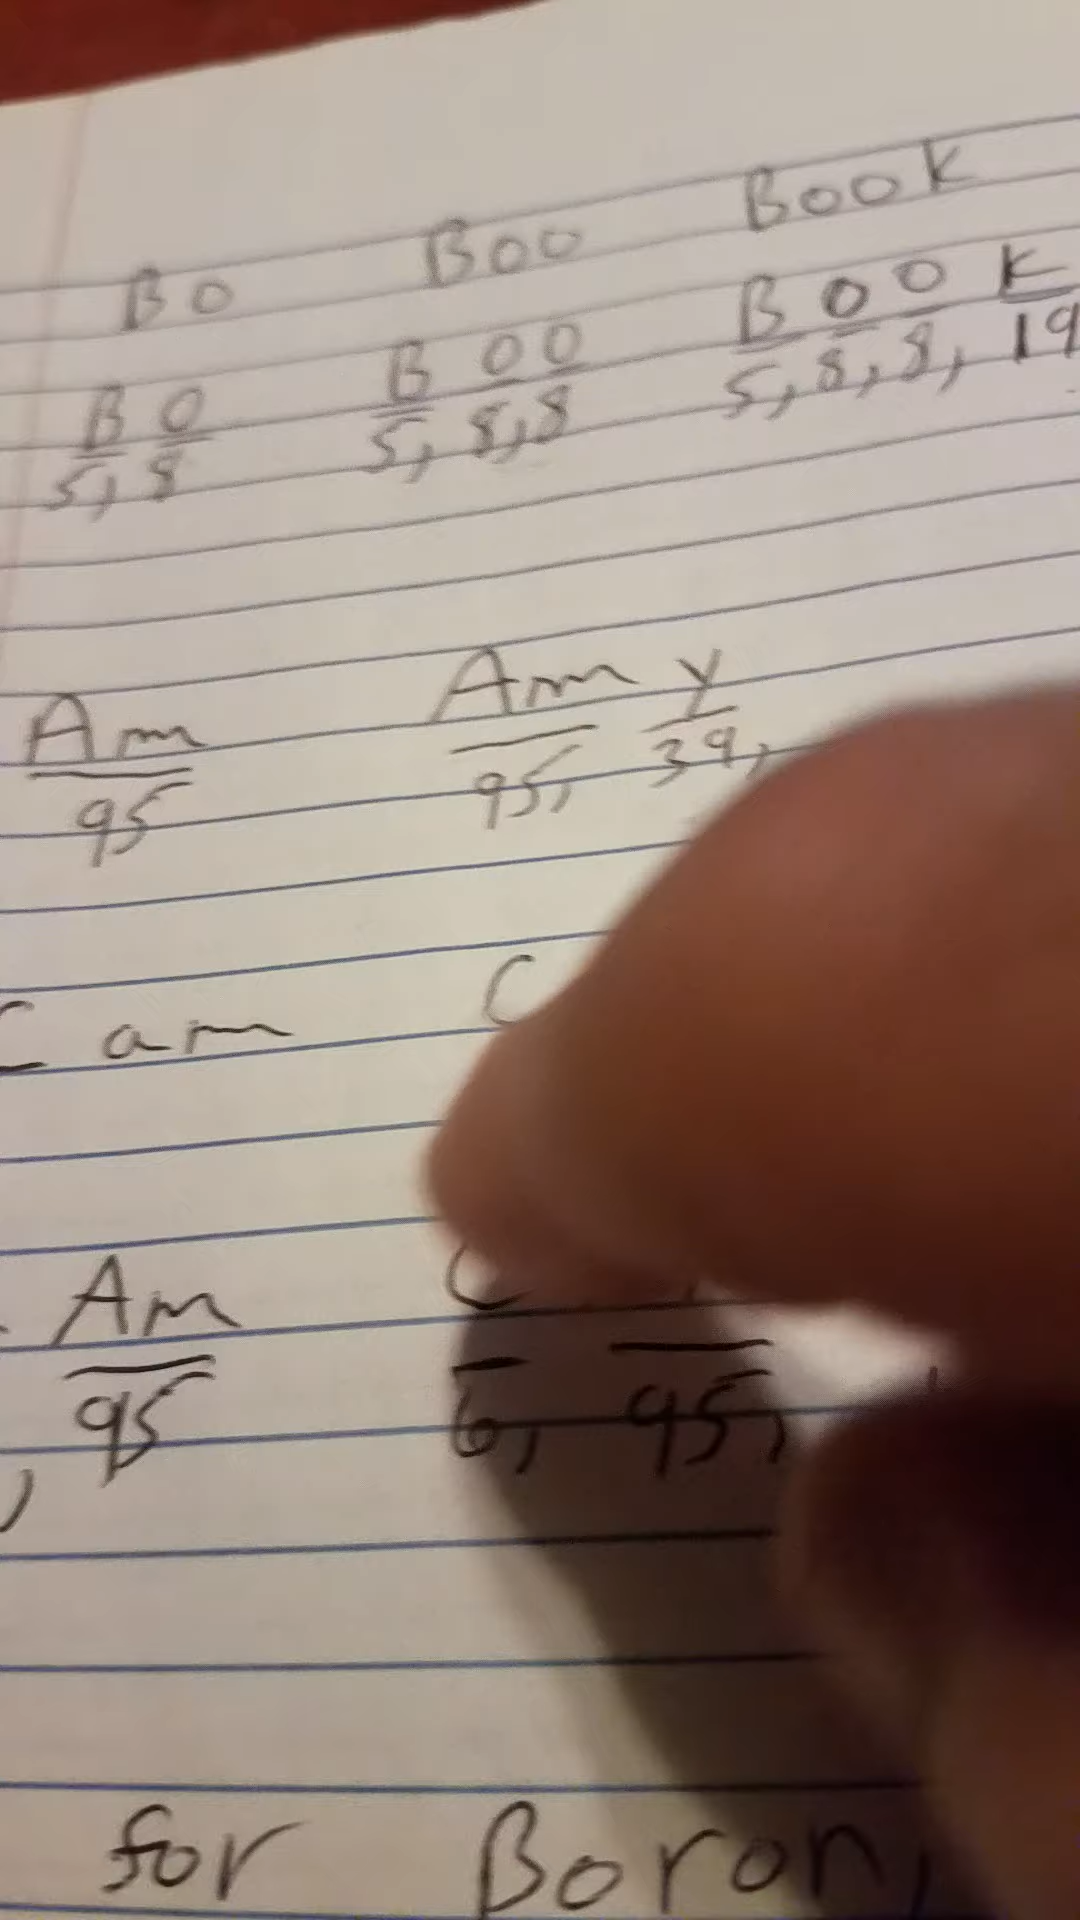 Bo Boo Book
B O B O O B O O K
5, 8 5, 8, 8 5, 8, 8, 19
Am Am y
95 95, 39,
am C
Am C
95 6, 95,
for Boron,